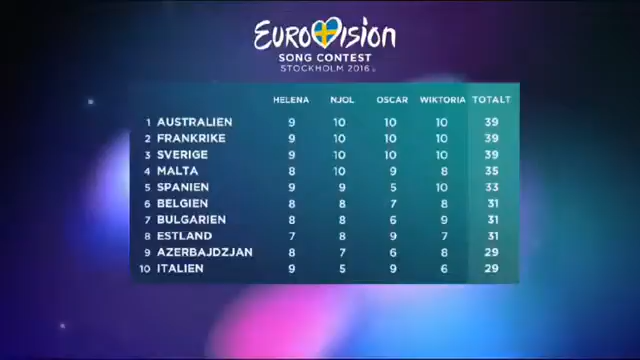 EUROVISION
SONG CONTEST
STOCKHOLM 2016
HELENA NJOL OSCAR WIKTORIA TOTALT
1 AUSTRALIEN 9 10 10 10 39
2 FRANKRIKE 9 10 10 10 39
3 SVERIGE 9 10 10 10 39
4 MALTA 8 10 9 8 35
5 SPANIEN 9 9 5 10 33
6 BELGIEN 8 8 7 8 31
7 BULGARIEN 8 8 6 9 31
8 ESTLAND 7 8 9 7 31
9 AZERBAJDZJAN 8 7 6 8 29
10 ITALIEN 9 5 9 6 29